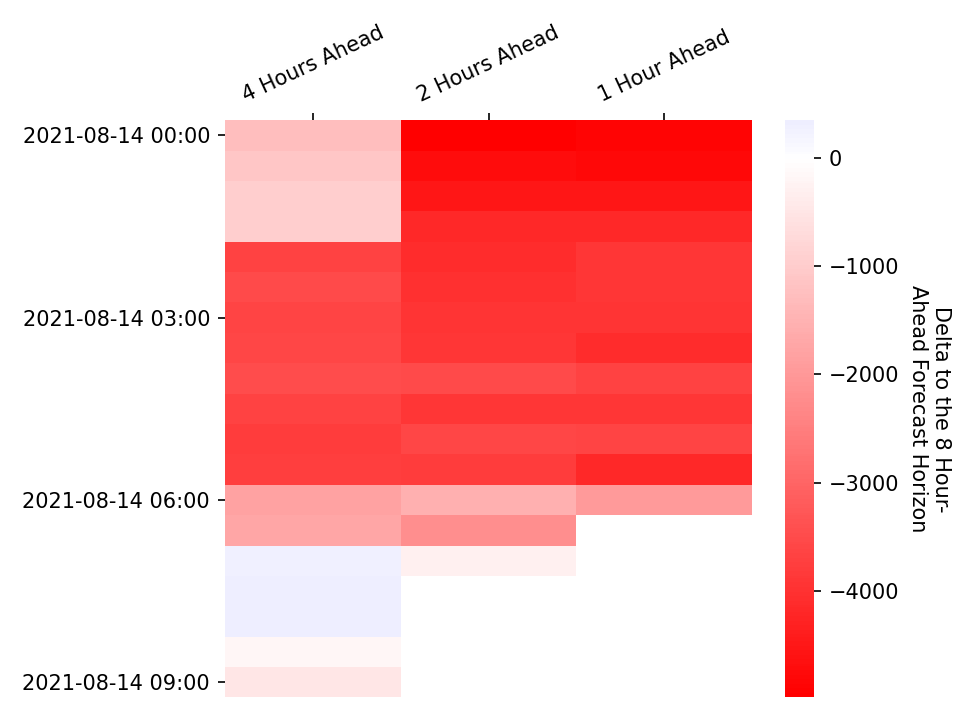 4 Hours Ahead
2 Hours Ahead
1 Hour Ahead
2021-08-14 00:00
2021-08-14 03:00
2021-08-14 06:00
2021-08-14 09:00
0
−1000
−2000
−3000
−4000
Delta to the 8 Hour-
Ahead Forecast Horizon